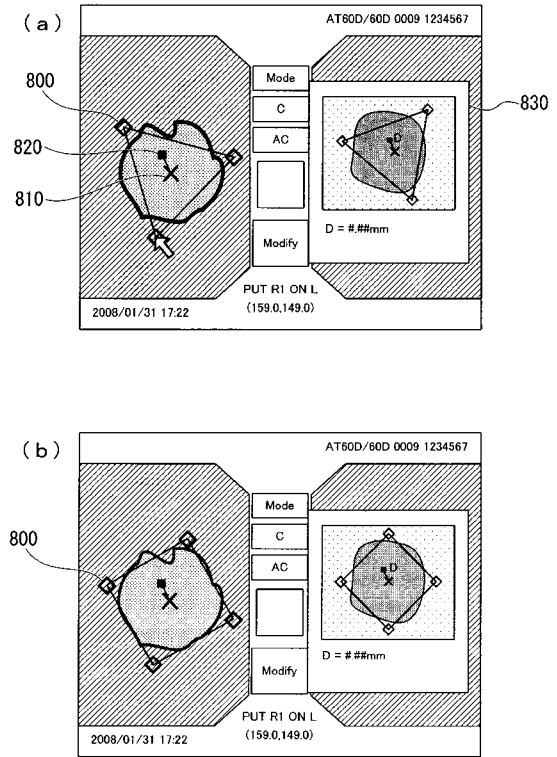 (a)
AT60D/60D 0009 1234567
800
820
810
Mode
C
AC
Modify
D
830
D = #.##mm
PUT R1 ON L
(159.0,149.0)
2008/01/31 17:22
(b)
AT60D/60D 0009 1234567
800
Mode
C
AC
Modify
D
D = #.##mm
PUT R1 ON L
(159.0,149.0)
2008/01/31 17:22